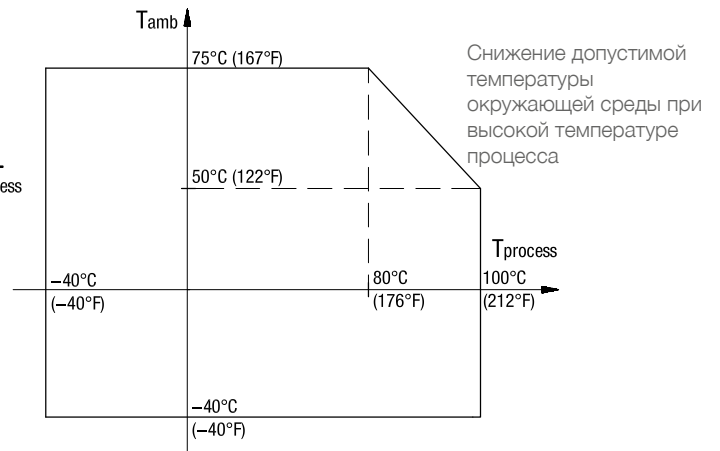 Tamb
75°C (167°F)
Снижение допустимой
температуры
окружающей среды при
высокой температуре
процесса
ess
50°C (122°F)
Tprocess
−40°C
(−40°F)
80°C
(176°F)
100°C
(212°F)
−40°C
(−40°F)